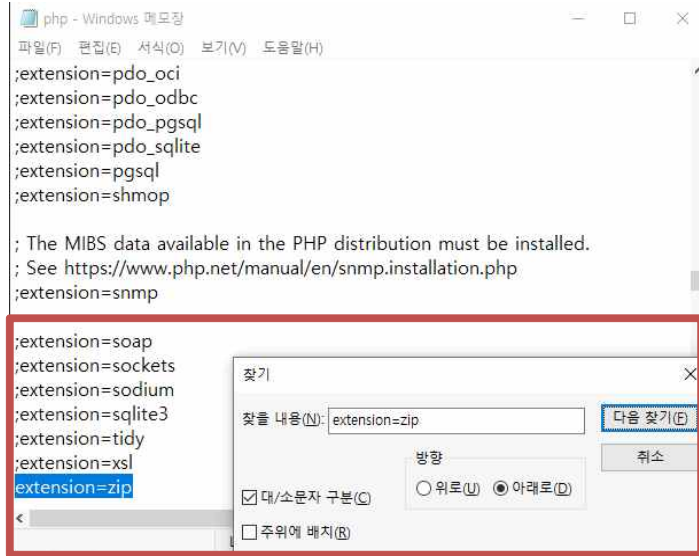 php - Windows 메모장
파일(F) 편집(E) 서식(O) 보기(V) 도움말(H)
;extension=pdo_oci
;extension=pdo_odbc
;extension=pdo_pgsql
;extension=pdo_sqlite
;extension=pgsql
;extension=shmop
; The MIBS data available in the PHP distribution must be installed.
; See https://www.php.net/manual/en/snmp.installation.php
;extension=snmp
;extension=soap
;extension=sockets
;extension=sodium
;extension=sqlite3
;extension=tidy
;extension=xsl
extension=zip
찾기
찾을 내용(N): extension=zip
다음 찾기(F)
방향
취소
위로(U) 아래로(D)
대/소문자 구분(C)
주위에 배치(R)